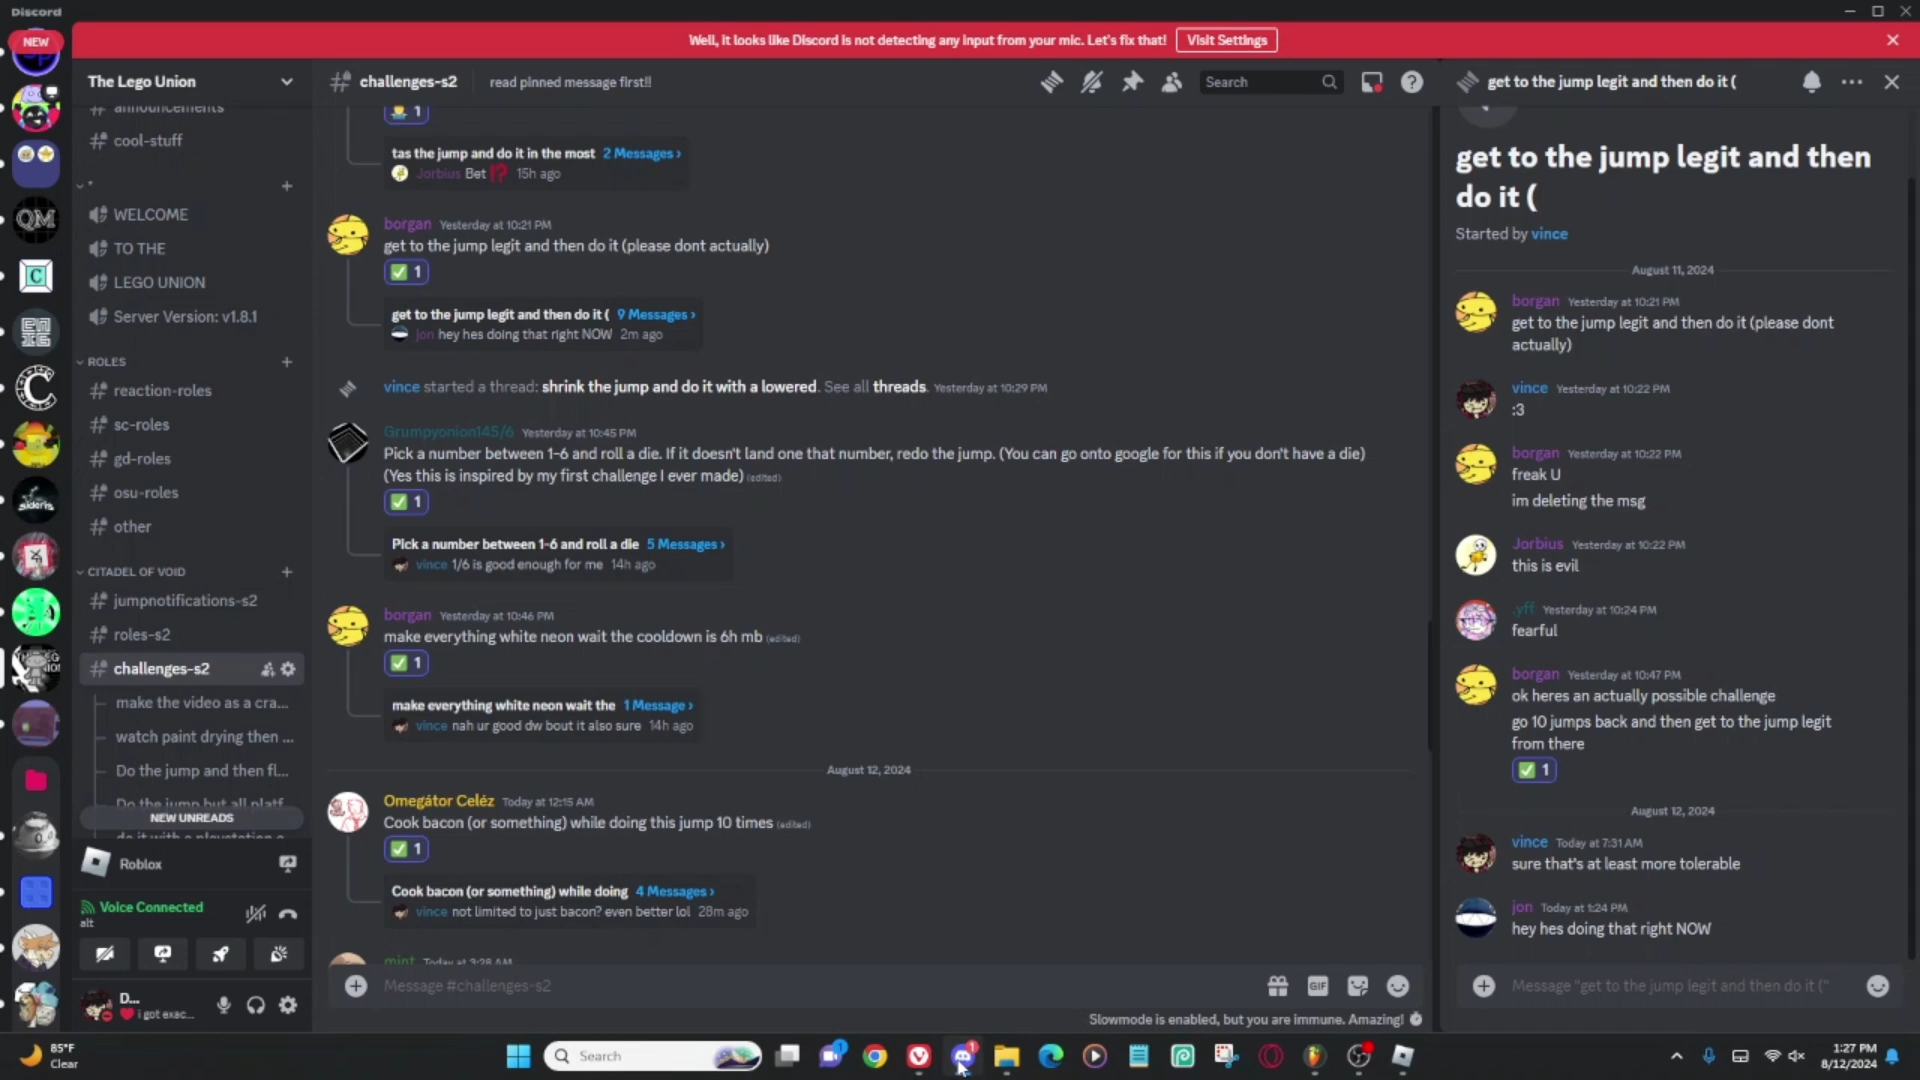 Discord
NEW
Well, it looks like Discord is not detecting any input from your mic. Let's fix that!
Visit Settings
The Lego Union
announcements
cool-stuff
WELCOME
TO THE
LEGO UNION
Server Version: v1.8.1
ROLES
reaction-roles
sc-roles
gd-roles
osu-roles
other
CITADEL OF VOID
jumpnotifications-s2
roles-s2
challenges-s2
make the video as a cra...
watch paint drying then ...
Do the jump and then fl...
Do the jump but all platf
NEW UNREADS
do it with a playstation
Roblox
Voice Connected
alt
D...
i got exac...
challenges-s2
read pinned message first!!
Search
1
tas the jump and do it in the most 2 Messages ›
Jorbius Bet ⁉ 15h ago
borgan Yesterday at 10:21 PM
get to the jump legit and then do it (please dont actually)
1
get to the jump legit and then do it ( 9 Messages ›
jon hey hes doing that right NOW 2m ago
vince started a thread: shrink the jump and do it with a lowered. See all threads. Yesterday at 10:29 PM
Grumpyonion145/6 Yesterday at 10:45 PM
Pick a number between 1-6 and roll a die. If it doesn't land one that number, redo the jump. (You can go onto google for this if you don't have a die)
(Yes this is inspired by my first challenge I ever made) (edited)
1
Pick a number between 1-6 and roll a die 5 Messages ›
vince 1/6 is good enough for me 14h ago
borgan Yesterday at 10:46 PM
make everything white neon wait the cooldown is 6h mb (edited)
1
make everything white neon wait the 1 Message ›
vince nah ur good dw bout it also sure 14h ago
August 12, 2024
Omegátor Celéz Today at 12:15 AM
Cook bacon (or something) while doing this jump 10 times (edited)
1
Cook bacon (or something) while doing 4 Messages ›
vince not limited to just bacon? even better lol 28m ago
mint Today at 3:28 AM
Message #challenges-s2
GIF
Slowmode is enabled, but you are immune. Amazing!
get to the jump legit and then do it (
get to the jump legit and then
do it (
Started by vince
August 11, 2024
borgan Yesterday at 10:21 PM
get to the jump legit and then do it (please dont
actually)
vince Yesterday at 10:22 PM
:3
borgan Yesterday at 10:22 PM
freak U
im deleting the msg
Jorbius Yesterday at 10:22 PM
this is evil
.yff Yesterday at 10:24 PM
fearful
borgan Yesterday at 10:47 PM
ok heres an actually possible challenge
go 10 jumps back and then get to the jump legit
from there
1
August 12, 2024
vince Today at 7:31 AM
sure that's at least more tolerable
jon Today at 1:24 PM
hey hes doing that right NOW
Message "get to the jump legit and then do it ("
85°F
Clear
Search
1
1
1:27 PM
8/12/2024